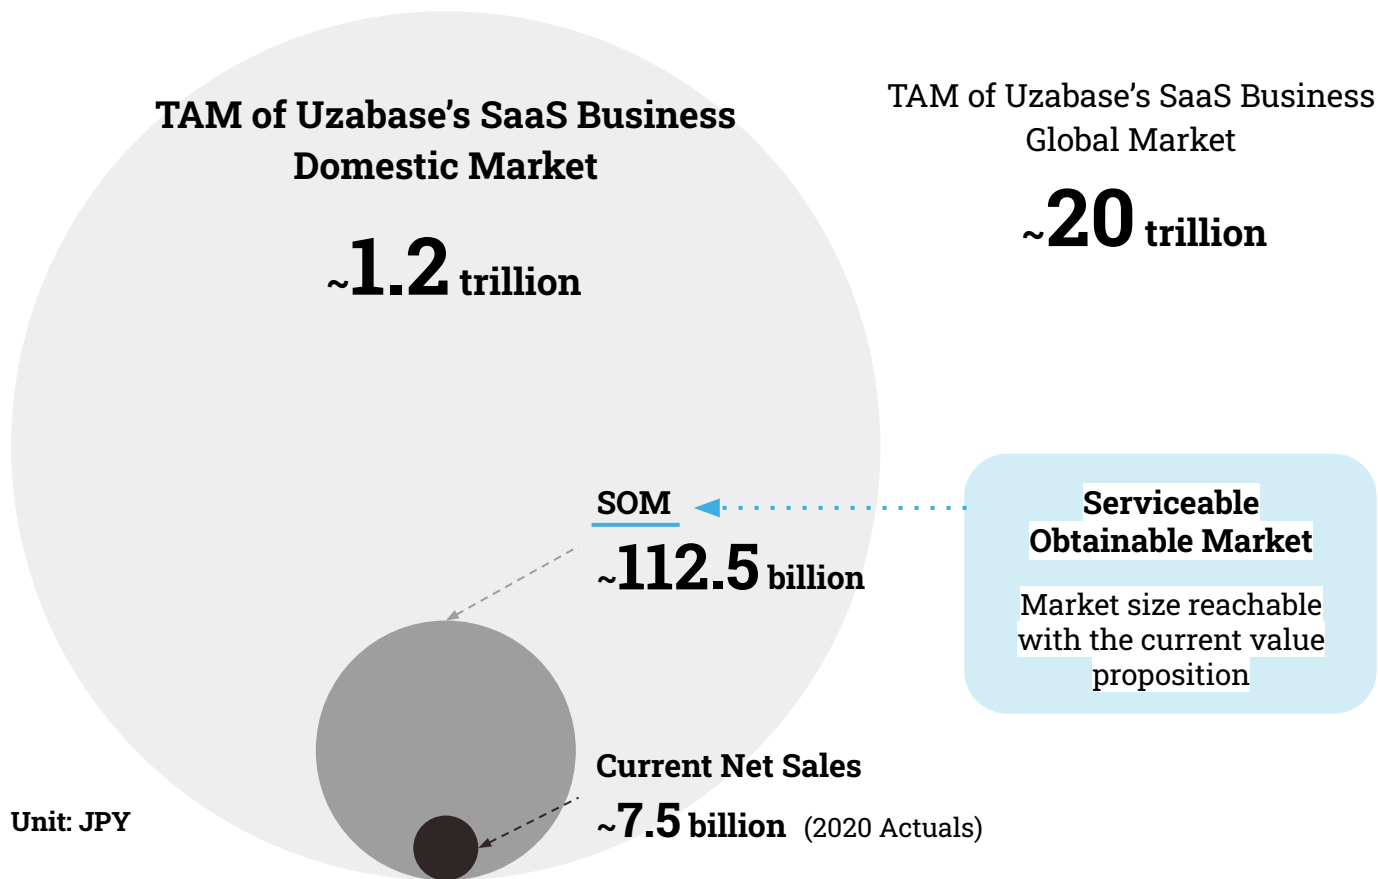 TAM of Uzabase’s SaaS Business
Domestic Market
~1.2 trillion
TAM of Uzabase’s SaaS Business
Global Market
~20 trillion
SOM
~112.5 billion
Serviceable
Obtainable Market
Market size reachable
with the current value
proposition
Current Net Sales
~7.5 billion (2020 Actuals)
Unit: JPY